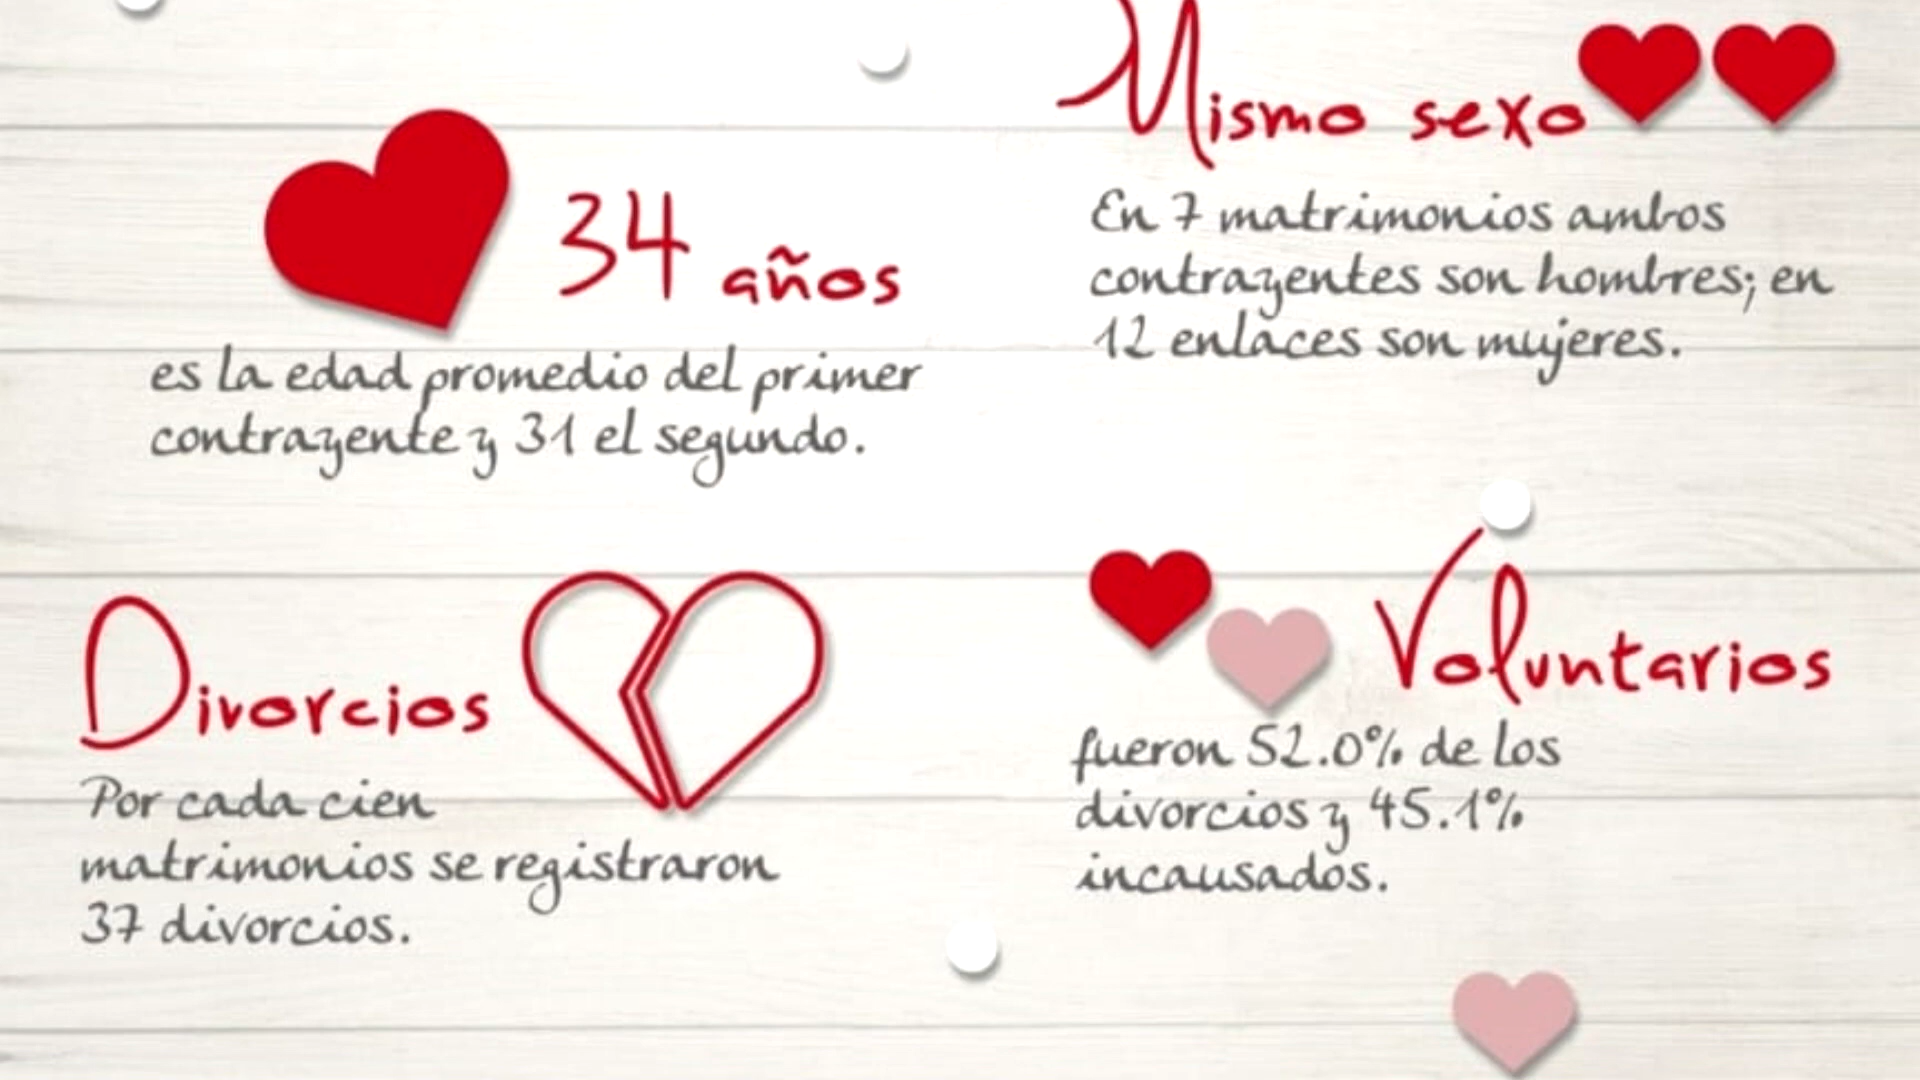 34 años
es la edad promedio del primer
contrayente y 31 el segundo.
Mismo sexo
En 7 matrimonios ambos
contrayentes son hombres; en
12 enlaces son mujeres.
Divorcios
Por cada cien
matrimonios se registraron
37 divorcios.
Voluntarios
fueron 52.0% de los
divorcios y 45.1%
incausados.